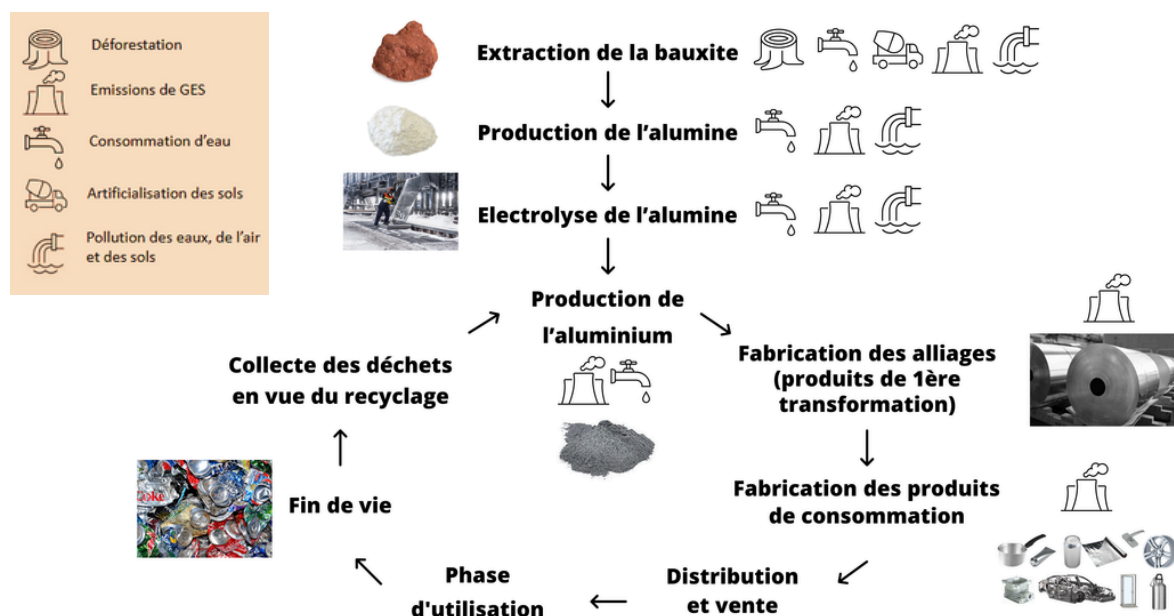 Déforestation
Emissions de GES
Consommation d'eau
Artificialisation des sols
Pollution des eaux, de l'air
et des sols
Extraction de la bauxite
Production de l'alumine
Electrolyse de l'alumine
Production de
l'aluminium
Fabrication des alliages
(produits de 1ère
transformation)
Fabrication des produits
de consommation
Distribution
et vente
Phase
d'utilisation
Fin de vie
Collecte des déchets
en vue du recyclage